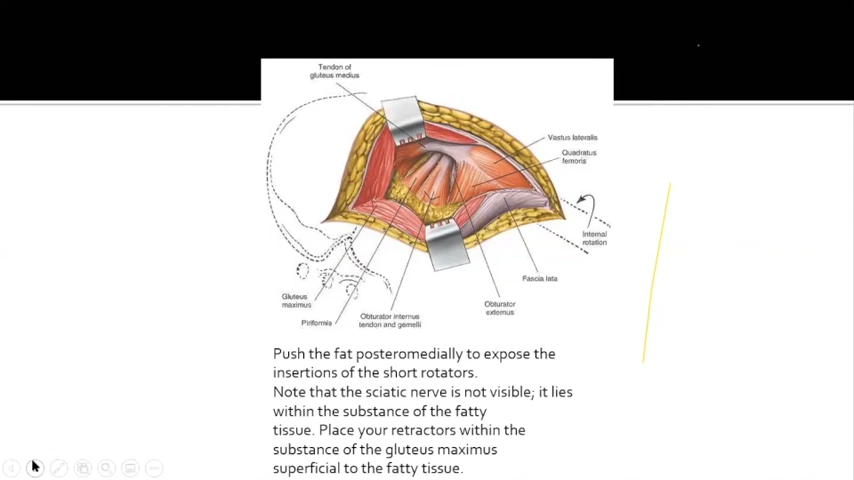 Tendon of
gluteus medius
Vastus lateralis
Quadratus
femoris
Internal
rotation
Fascia lata
Gluteus
maximus
Obturator
externus
Piriformis
Obturator internus
tendon and gemelli
Push the fat posteromedially to expose the
insertions of the short rotators.
Note that the sciatic nerve is not visible; it lies
within the substance of the fatty
tissue. Place your retractors within the
substance of the gluteus maximus
superficial to the fatty tissue.